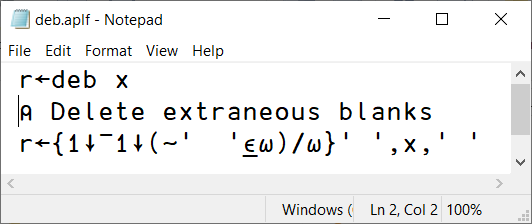 deb.aplf - Notepad
File Edit Format View Help
r←deb x
⍝ Delete extraneous blanks
r←{1↓¯1↓(~'  '⍷⍵)/⍵}' ',x,' '
Windows (
Ln 2, Col 2
100%